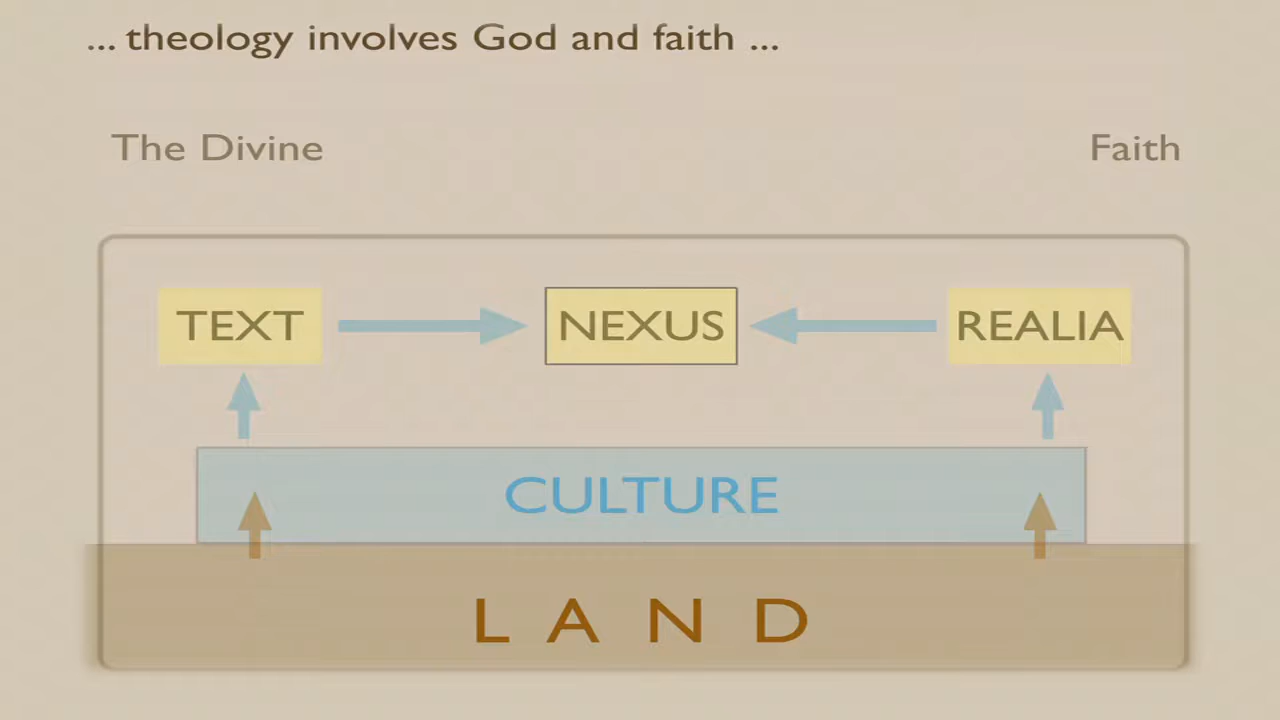 ... theology involves God and faith ...
The Divine
Faith
TEXT
NEXUS
REALIA
CULTURE
L A N D